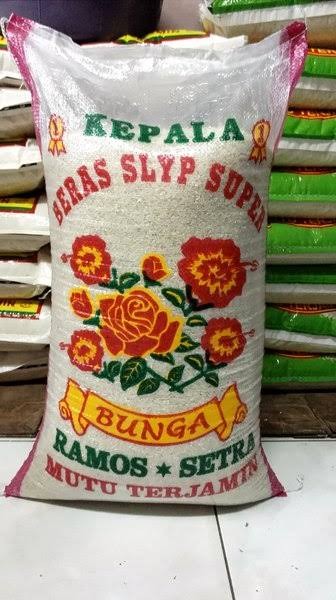 KEPALA
BERAS SLYP SUPER
BUNGA
RAMOS ★ SETRA
MUTU TERJAMIN